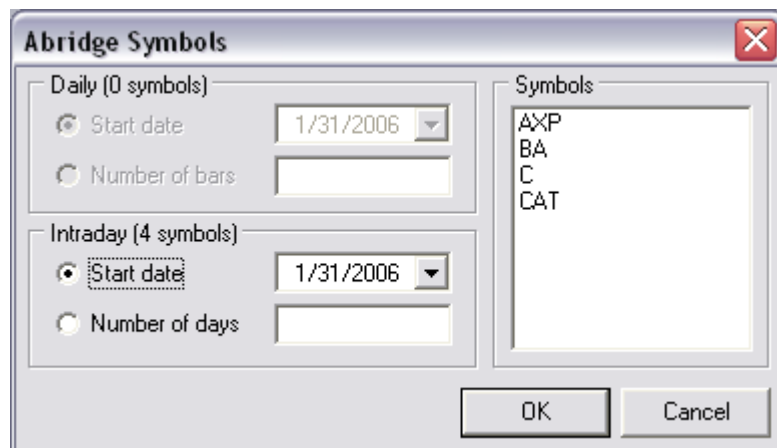 Abridge Symbols
Daily (0 symbols)
Start date 1/31/2006
Number of bars
Intraday (4 symbols)
Start date 1/31/2006
Number of days
Symbols
AXP
BA
C
CAT
OK Cancel